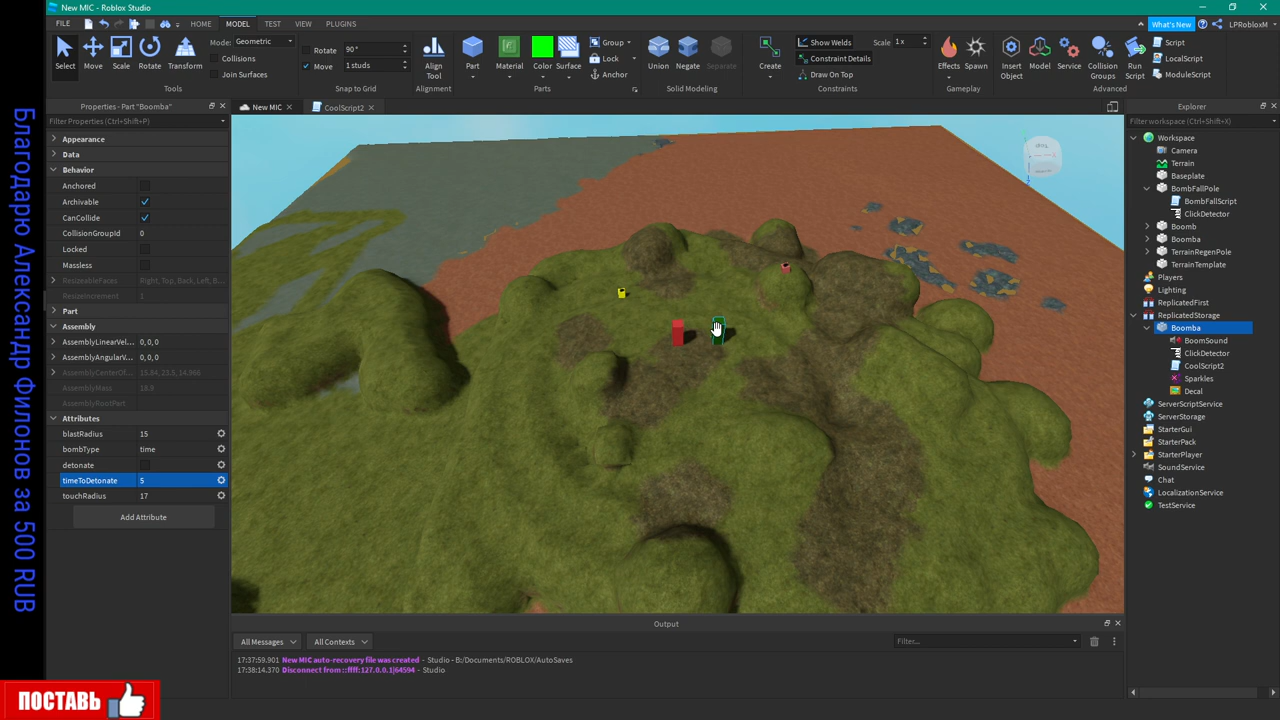 New MIC - Roblox Studio
FILE
HOME
MODEL
TEST
VIEW
PLUGINS
What's New
LPRobloxM
Select
Move
Scale
Rotate
Transform
Mode: Geometric
Collisions
Join Surfaces
Tools
Rotate 90 °
Move 1 studs
Snap to Grid
Align Tool
Alignment
Part
Material
Color
Surface
Group
Lock
Anchor
Parts
Union
Negate
Separate
Solid Modeling
Create
Show Welds
Constraint Details
Draw On Top
Scale 1 x
Constraints
Effects
Spawn
Gameplay
Insert Object
Model
Service
Collision Groups
Run Script
Script
LocalScript
ModuleScript
Advanced
Properties - Part "Boomba"
Filter Properties (Ctrl+Shift+P)
Appearance
Data
Behavior
Anchored
Archivable
CanCollide
CollisionGroupId 0
Locked
Massless
ResizeableFaces Right, Top, Back, Left, B...
ResizeIncrement 1
Part
Assembly
AssemblyLinearVel... 0, 0, 0
AssemblyAngularV... 0, 0, 0
AssemblyCenterOf... 15.84, 23.5, 14.966
AssemblyMass 18.9
AssemblyRootPart
Attributes
blastRadius 15
bombType time
detonate
timeToDetonate 5
touchRadius 17
Add Attribute
New MIC
CoolScript2
Output
All Messages
All Contexts
Filter...
17:37:59.901 New MIC auto-recovery file was created - Studio - B:/Documents/ROBLOX/AutoSaves
17:38:14.370 Disconnect from ::ffff:127.0.0.1|64594 - Studio
Explorer
Filter workspace (Ctrl+Shift+X)
Workspace
Camera
Terrain
Baseplate
BombFallPole
BombFallScript
ClickDetector
Boomb
Boomba
TerrainRegenPole
TerrainTemplate
Players
Lighting
ReplicatedFirst
ReplicatedStorage
Boomba
BoomSound
ClickDetector
CoolScript2
Sparkles
Decal
ServerScriptService
ServerStorage
StarterGui
StarterPack
StarterPlayer
SoundService
Chat
LocalizationService
TestService
Благодарю Александр Филонов за 500 RUB
ПОСТАВЬ